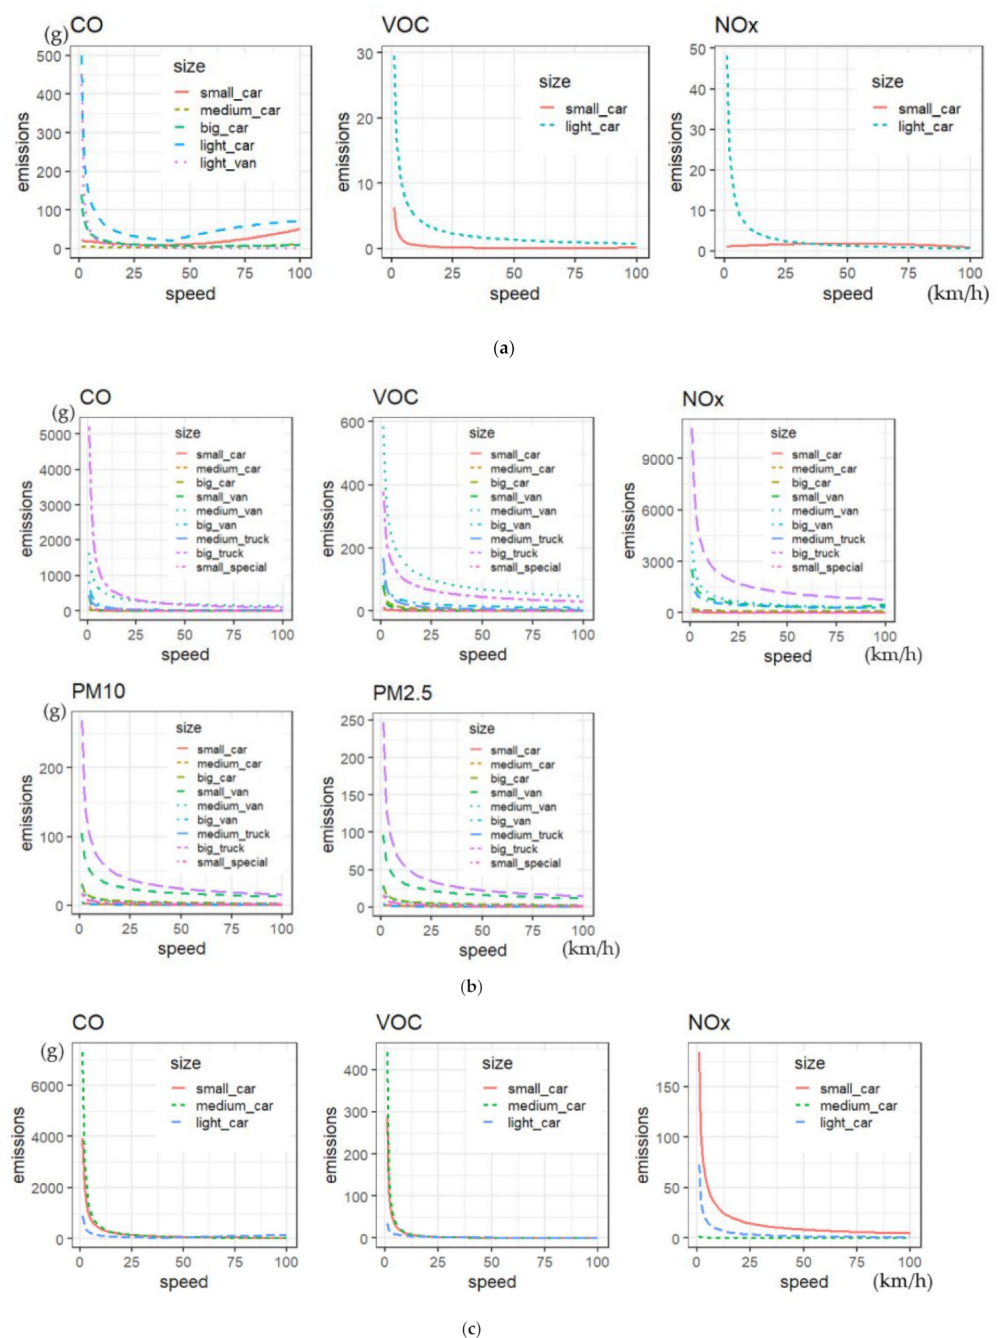 CO
VOC
NOx
(g)
500
400
300
200
100
0
emissions
size
small_car
medium_car
big_car
light_car
light_van
0 25 50 75 100
speed
30
20
10
0
emissions
size
small_car
light_car
0 25 50 75 100
speed
50
40
30
20
10
0
emissions
size
small_car
light_car
0 25 50 75 100
speed
(km/h)
(a)
CO
VOC
NOx
(g)
5000
4000
3000
2000
1000
0
emissions
size
small_car
medium_car
big_car
small_van
medium_van
big_van
medium_truck
big_truck
small_special
0 25 50 75 100
speed
600
400
200
0
emissions
size
small_car
medium_car
big_car
small_van
medium_van
big_van
medium_truck
big_truck
small_special
0 25 50 75 100
speed
9000
6000
3000
0
emissions
size
small_car
medium_car
big_car
small_van
medium_van
big_van
medium_truck
big_truck
small_special
0 25 50 75 100
speed
(km/h)
PM10
PM2.5
(g)
200
100
0
emissions
size
small_car
medium_car
big_car
small_van
medium_van
big_van
medium_truck
big_truck
small_special
0 25 50 75 100
speed
250
200
150
100
50
0
emissions
size
small_car
medium_car
big_car
small_van
medium_van
big_van
medium_truck
big_truck
small_special
0 25 50 75 100
speed
(km/h)
(b)
CO
VOC
NOx
(g)
6000
4000
2000
0
emissions
size
small_car
medium_car
light_car
0 25 50 75 100
speed
400
300
200
100
0
emissions
size
small_car
medium_car
light_car
0 25 50 75 100
speed
150
100
50
0
emissions
size
small_car
medium_car
light_car
0 25 50 75 100
speed
(km/h)
(c)